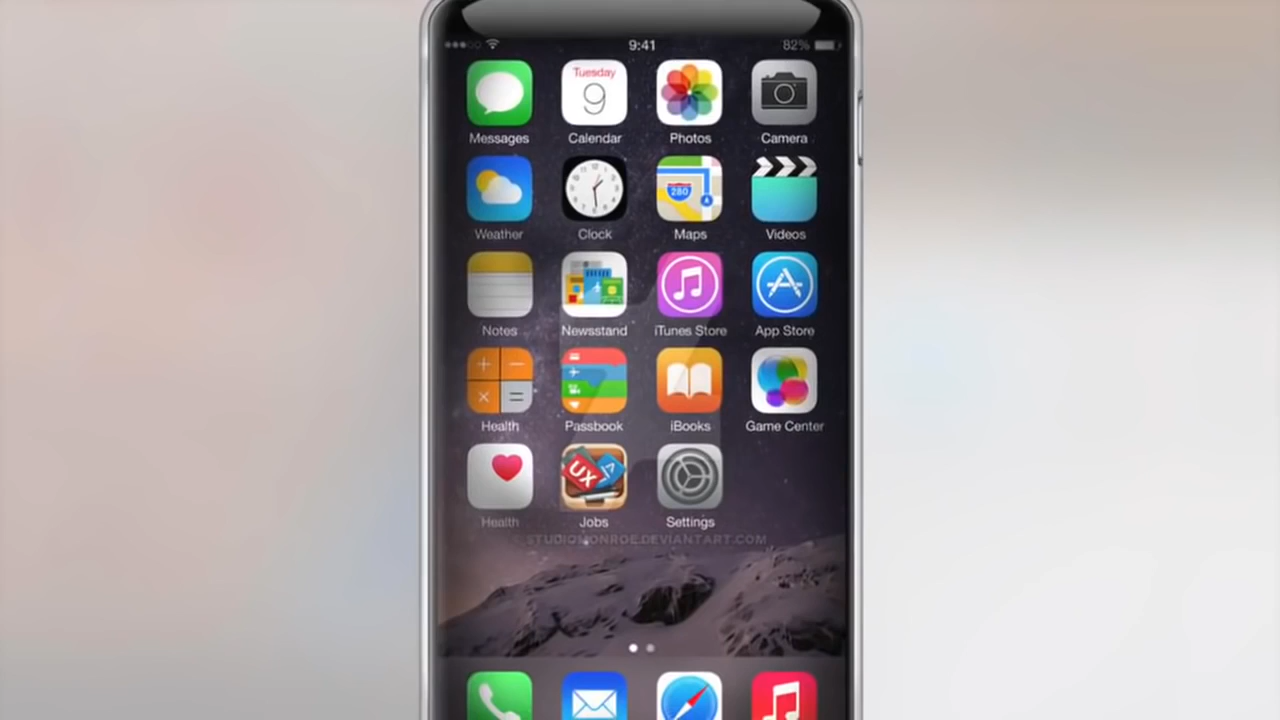 9:41
82%
Tuesday
9
Messages
Calendar
Photos
Camera
280
Weather
Clock
Maps
Videos
Notes
Newsstand
iTunes Store
App Store
Health
Passbook
iBooks
Game Center
UX
Health
Jobs
Settings
© STUDIOMONROE.DEVIANTART.COM